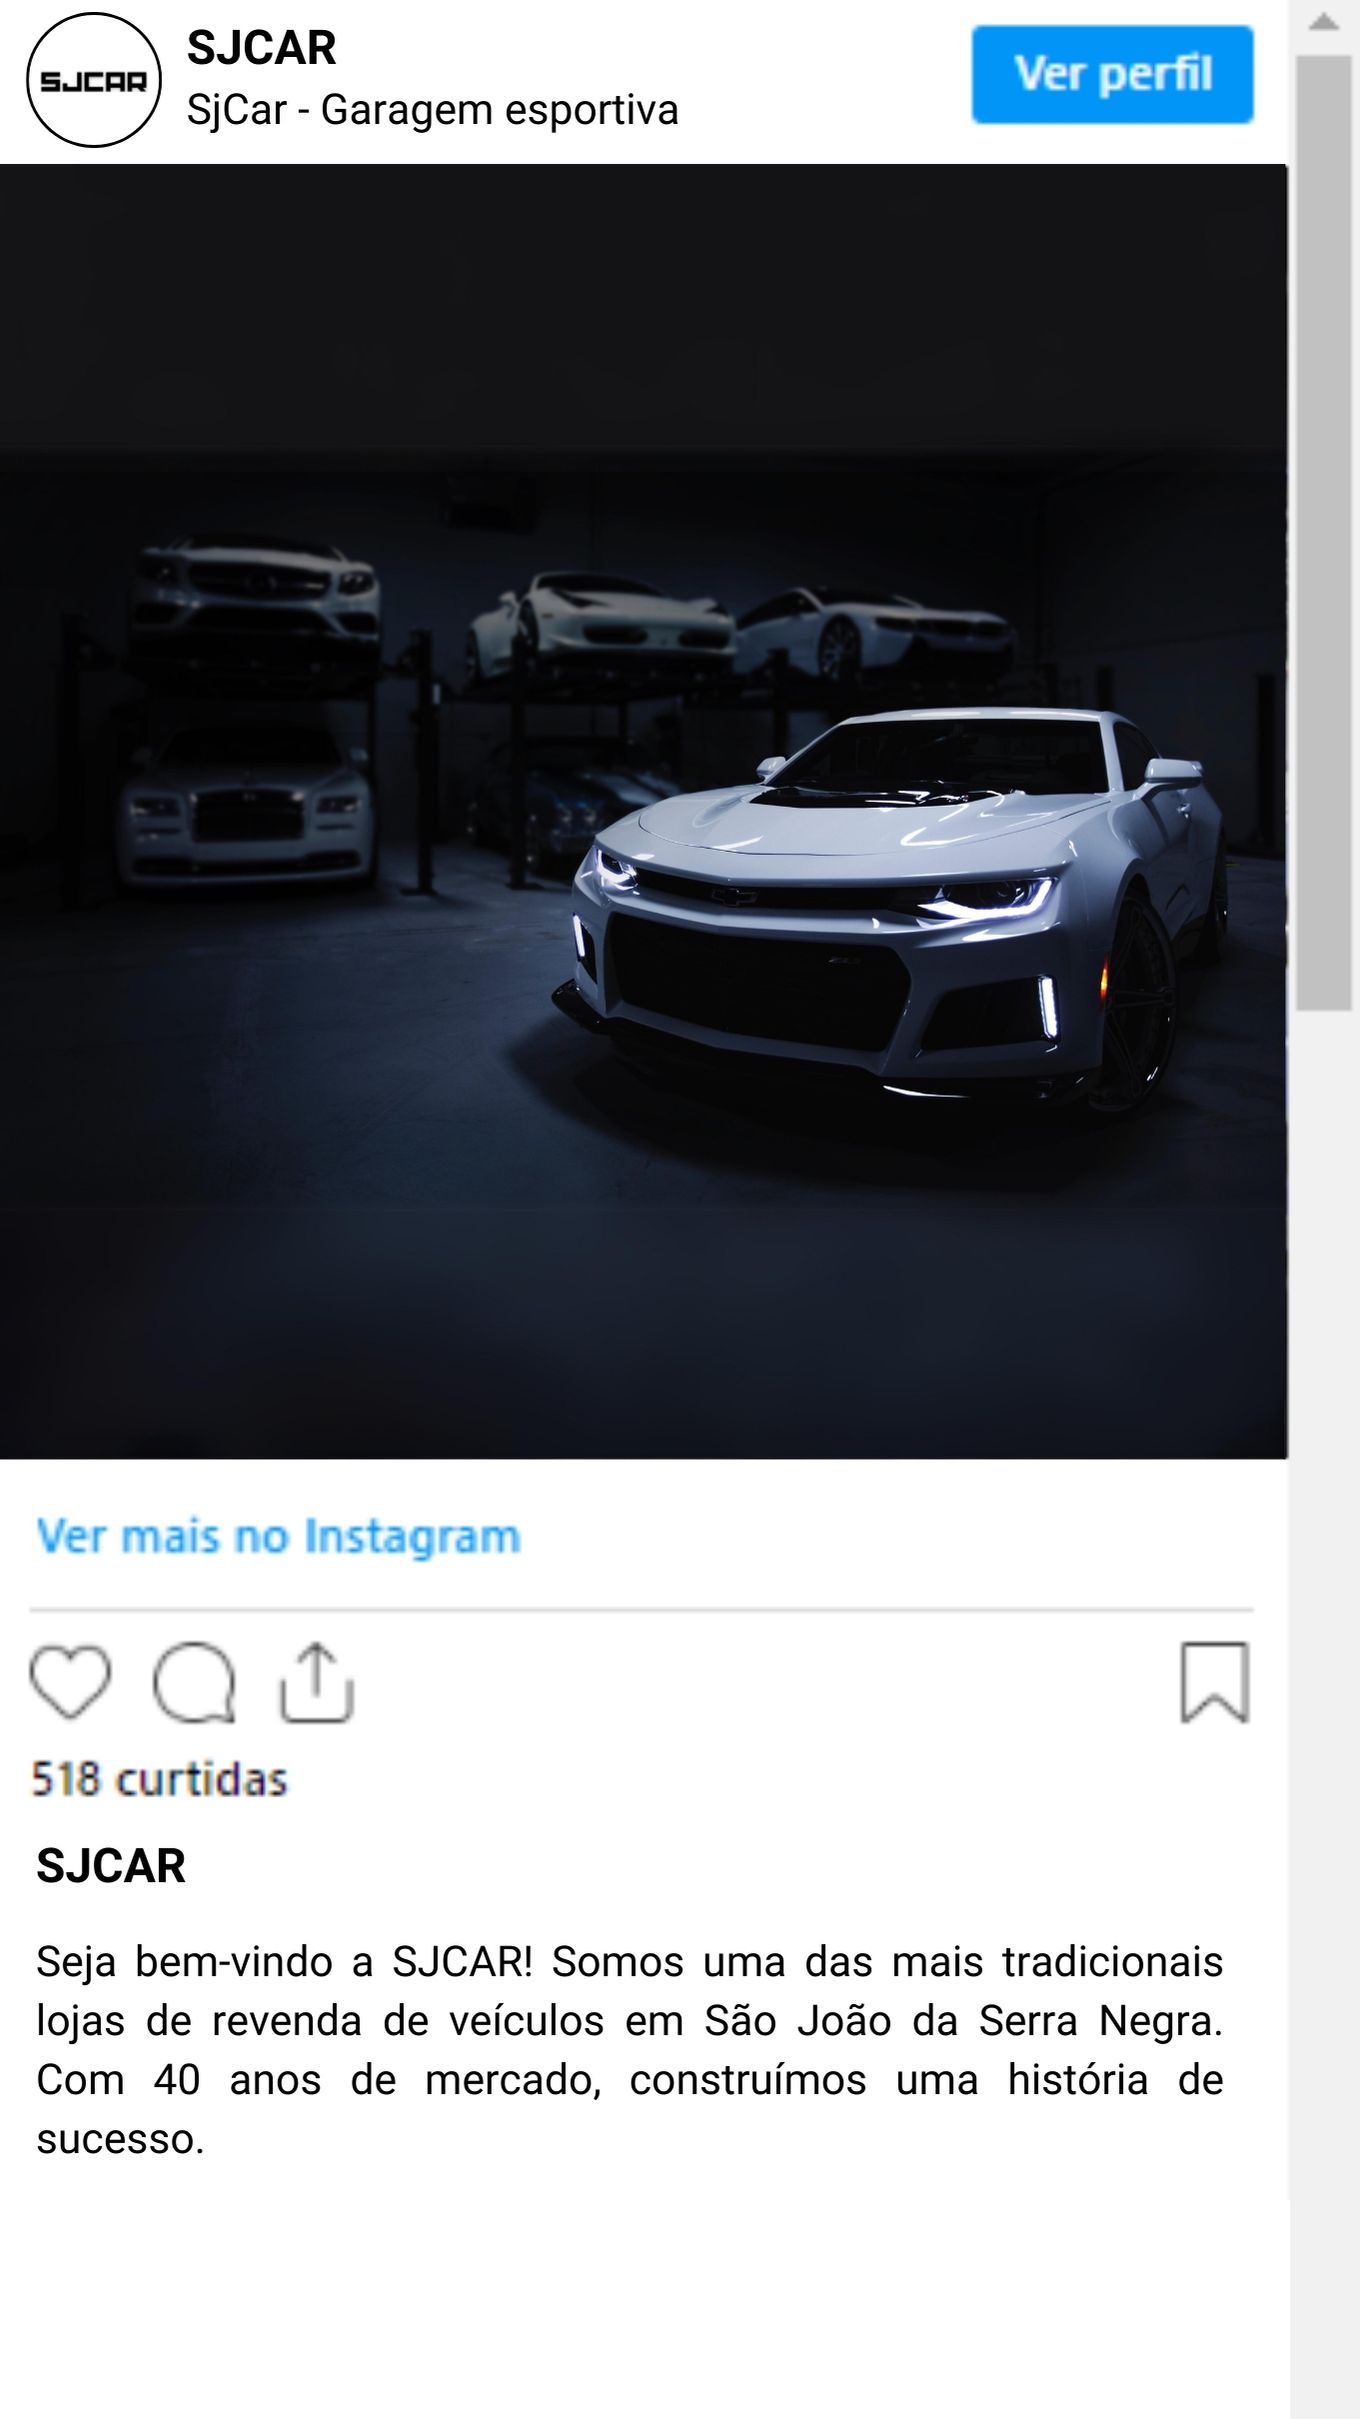 SJCAR
SJCAR
SjCar - Garagem esportiva
Ver perfil
Ver mais no Instagram
518 curtidas
SJCAR
Seja bem-vindo a SJCAR! Somos uma das mais tradicionais
lojas de revenda de veículos em São João da Serra Negra.
Com 40 anos de mercado, construímos uma história de
sucesso.